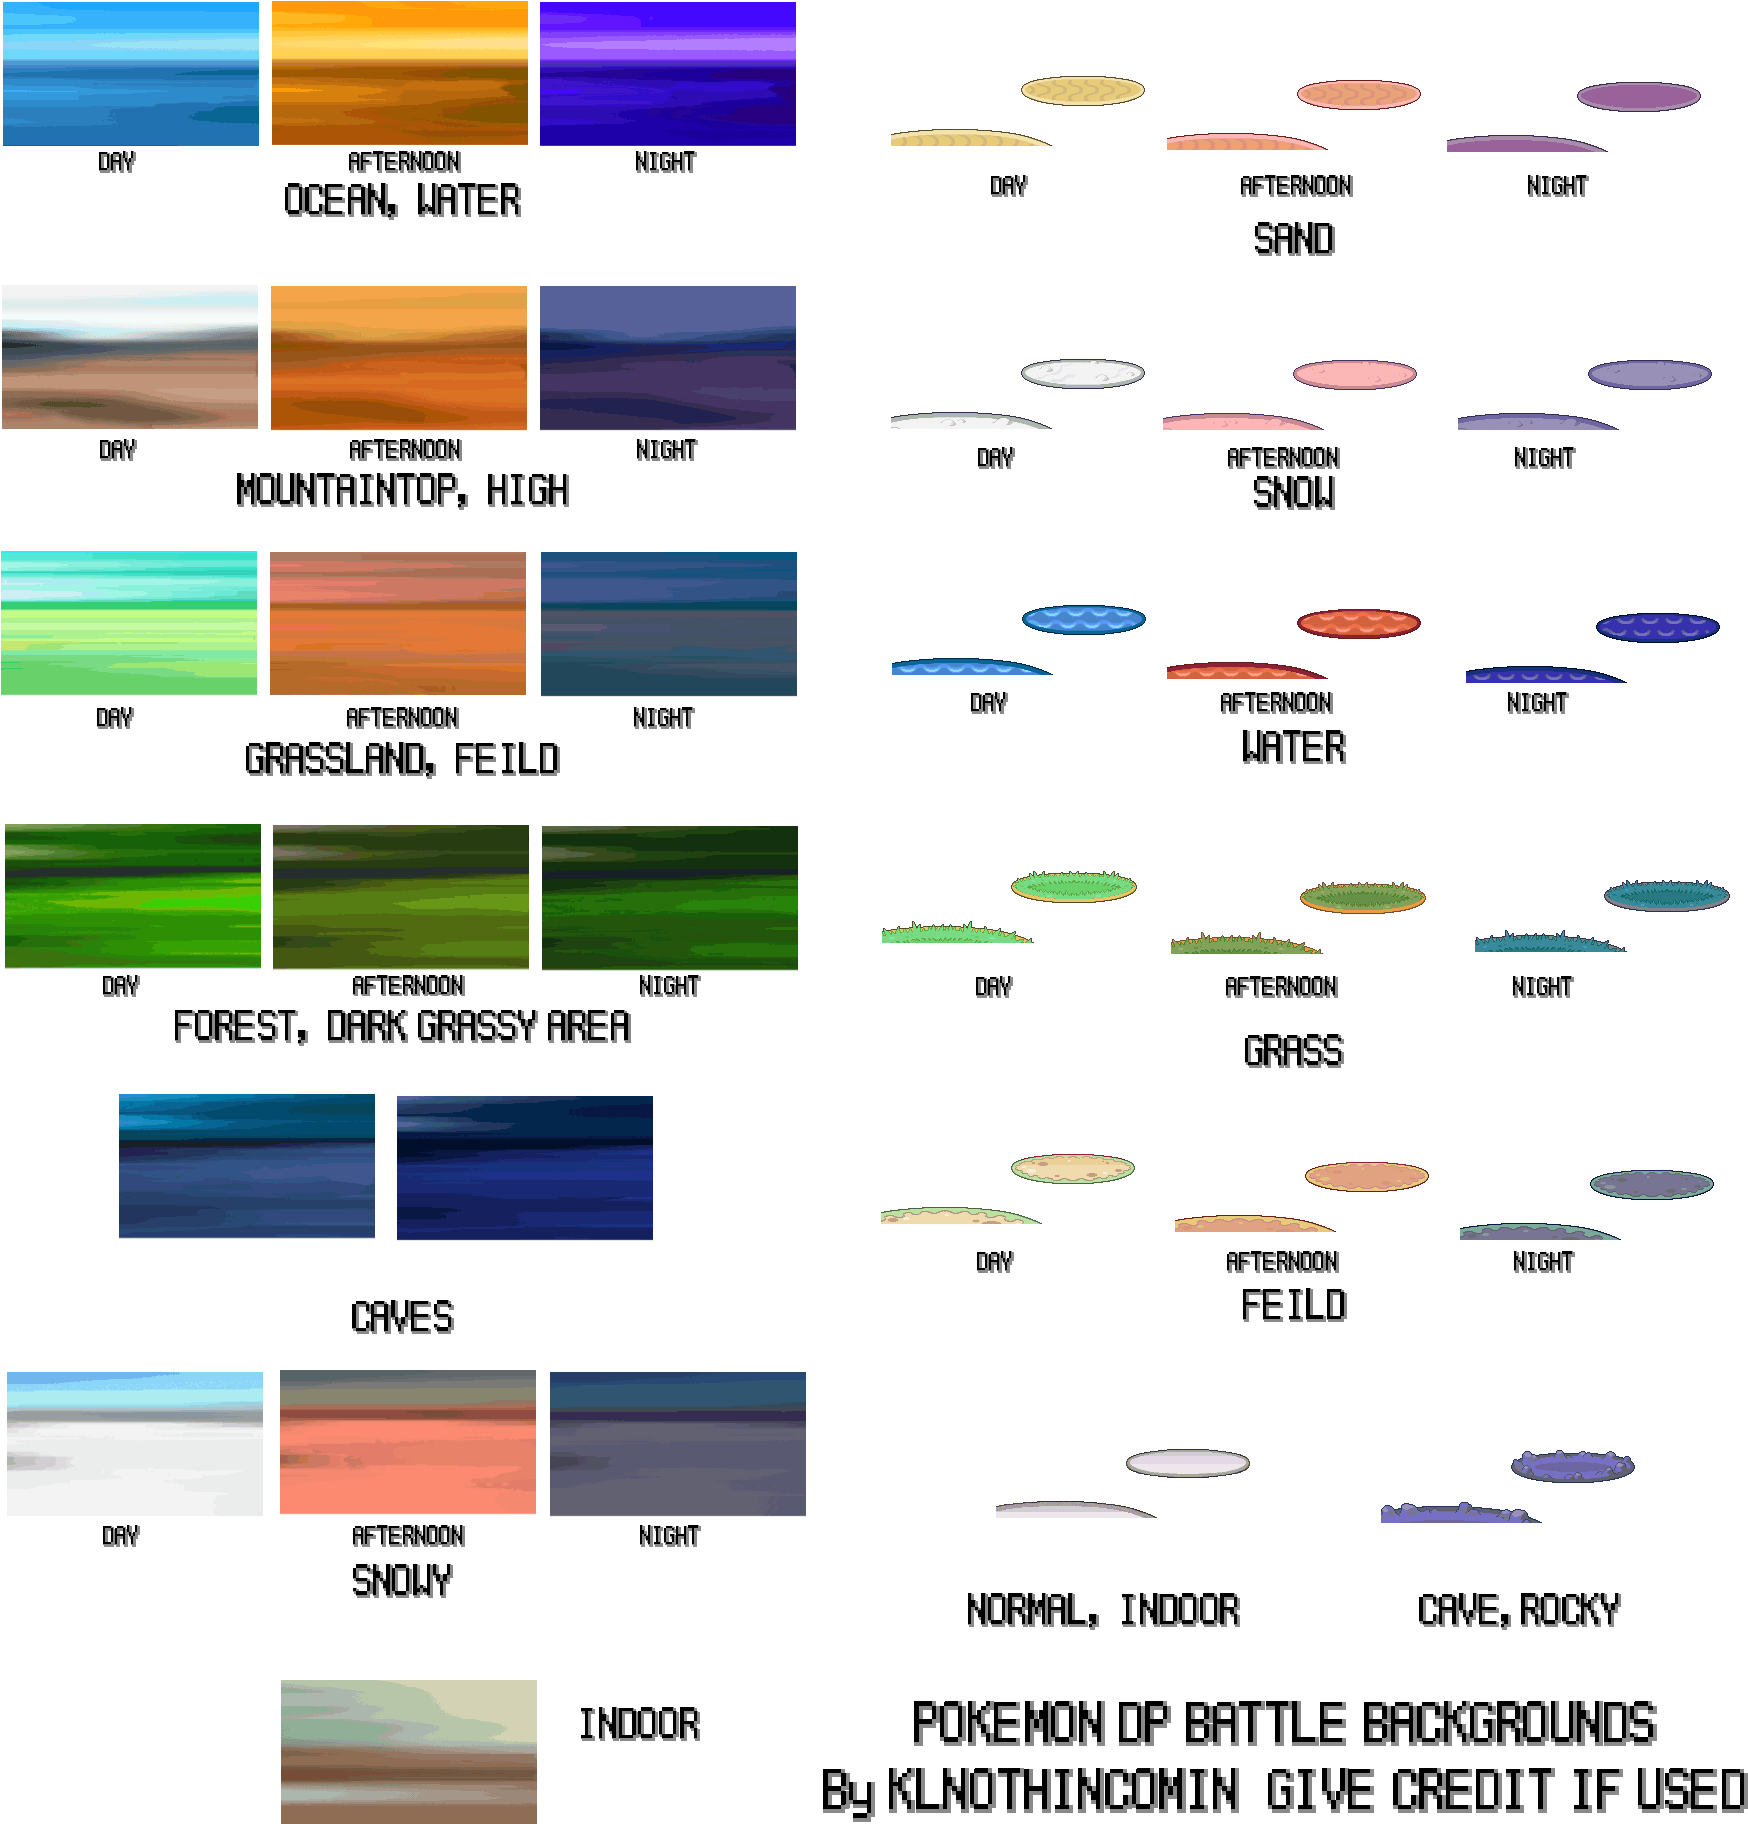 DAY AFTERNOON NIGHT
OCEAN, WATER
DAY AFTERNOON NIGHT
MOUNTAINTOP, HIGH
DAY AFTERNOON NIGHT
GRASSLAND, FEILD
DAY AFTERNOON NIGHT
FOREST, DARK GRASSY AREA
CAVES
DAY AFTERNOON NIGHT
SNOWY
INDOOR
DAY AFTERNOON NIGHT
SAND
DAY AFTERNOON NIGHT
SNOW
DAY AFTERNOON NIGHT
WATER
DAY AFTERNOON NIGHT
GRASS
DAY AFTERNOON NIGHT
FEILD
NORMAL, INDOOR
CAVE, ROCKY
POKEMON DP BATTLE BACKGROUNDS
By KLNOTHINCOMIN GIVE CREDIT IF USED